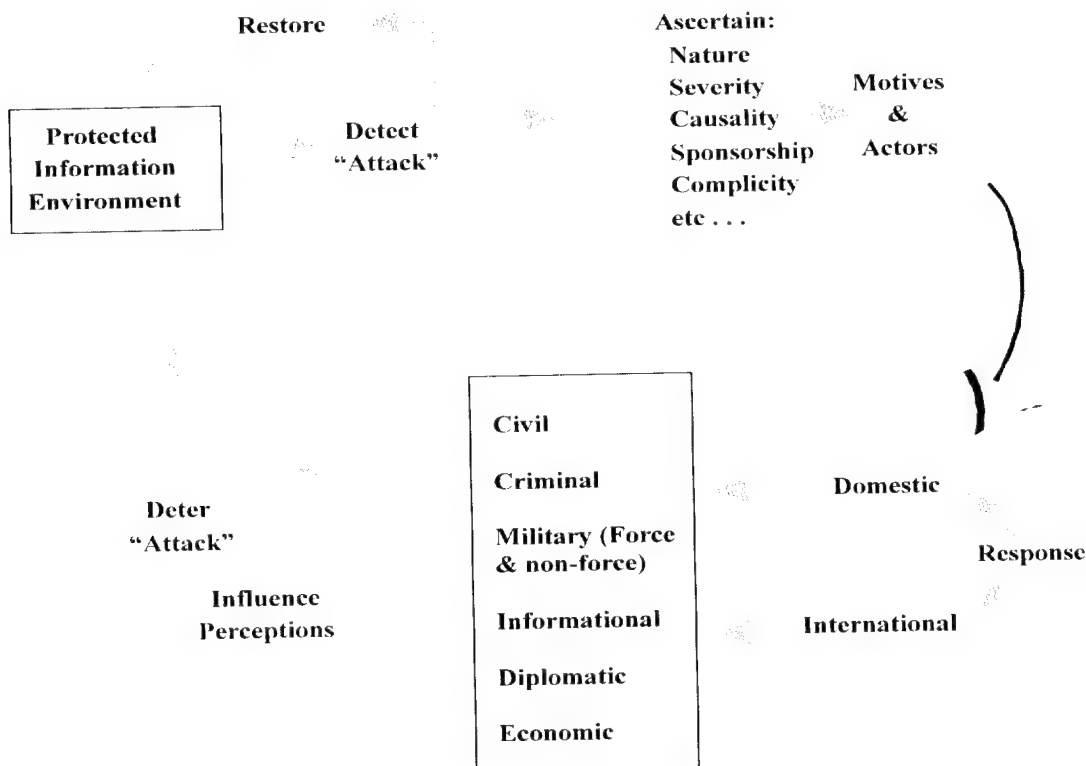 Restore
Protected
Information
Environment
Detect
“Attack”
Ascertain:
Nature
Severity
Causality
Sponsorship
Complicity
etc . . .
Motives
&
Actors
Response
Domestic
International
Civil
Criminal
Military (Force
& non-force)
Informational
Diplomatic
Economic
Influence
Perceptions
Deter
“Attack”